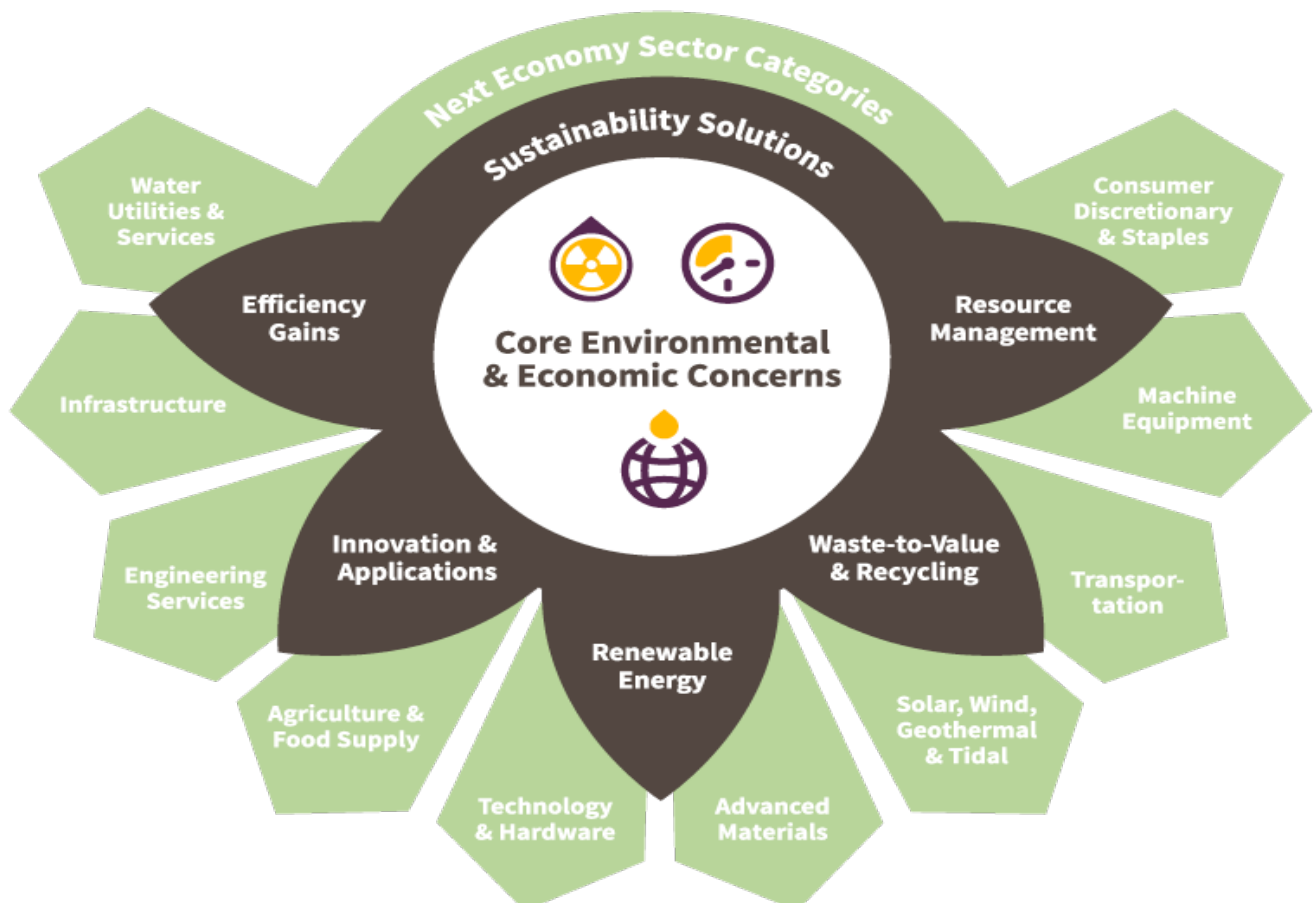 Next Economy Sector Categories
Sustainability Solutions
Core Environmental
& Economic Concerns
Water
Utilities &
Services
Consumer
Discretionary
& Staples
Efficiency
Gains
Resource
Management
Infrastructure
Machine
Equipment
Innovation &
Applications
Waste-to-Value
& Recycling
Engineering
Services
Transpor-
tation
Renewable
Energy
Agriculture &
Food Supply
Solar, Wind,
Geothermal
& Tidal
Technology
& Hardware
Advanced
Materials